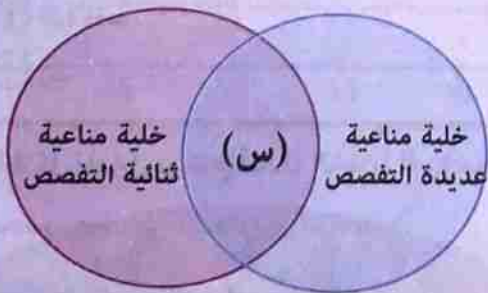 خلية مناعية
عديدة التفصص
(س)
خلية مناعية
ثنائية التفصص